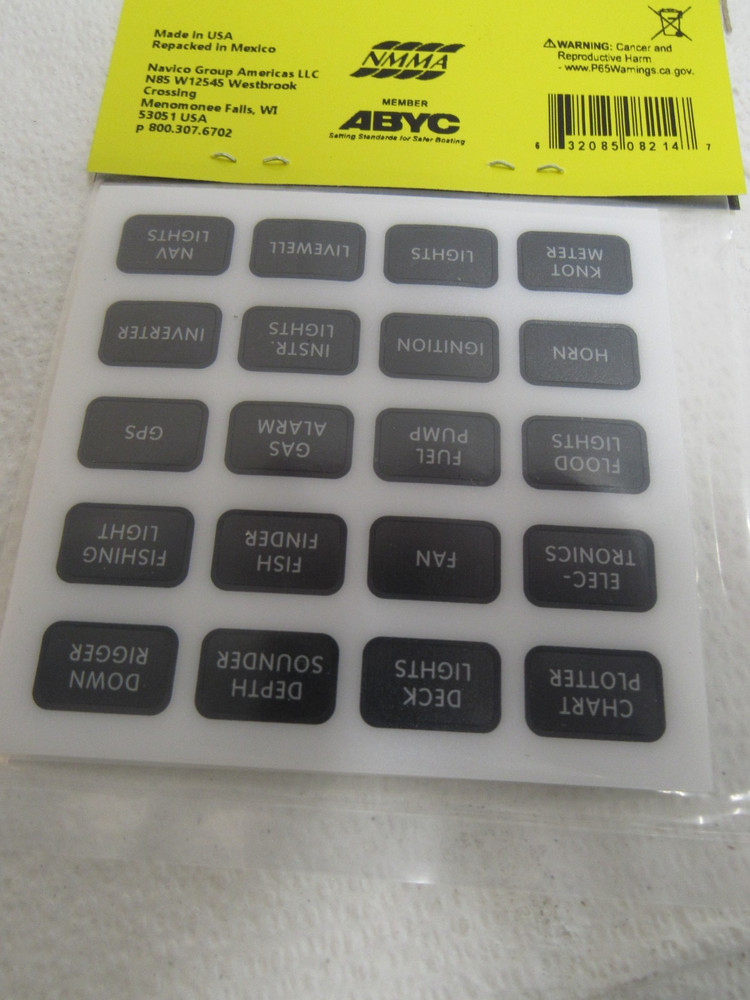 Made in USA
Repacked in Mexico
Navico Group Americas LLC
N85 W12545 Westbrook
Crossing
Menomonee Falls, WI
53051 USA
p 800.307.6702
NMMA
MEMBER
ABYC
Setting Standards for Safer Boating
WARNING: Cancer and
Reproductive Harm
- www.P65Warnings.ca.gov.
6 32085 08214 7
CHART
PLOTTER
DECK
LIGHTS
DEPTH
SOUNDER
DOWN
RIGGER
ELEC-
TRONICS
FAN
FISH
FINDER
FISHING
LIGHT
FLOOD
LIGHTS
FUEL
PUMP
GAS
ALARM
GPS
HORN
IGNITION
INSTR.
LIGHTS
INVERTER
KNOT
METER
LIGHTS
LIVEWELL
NAV
LIGHTS